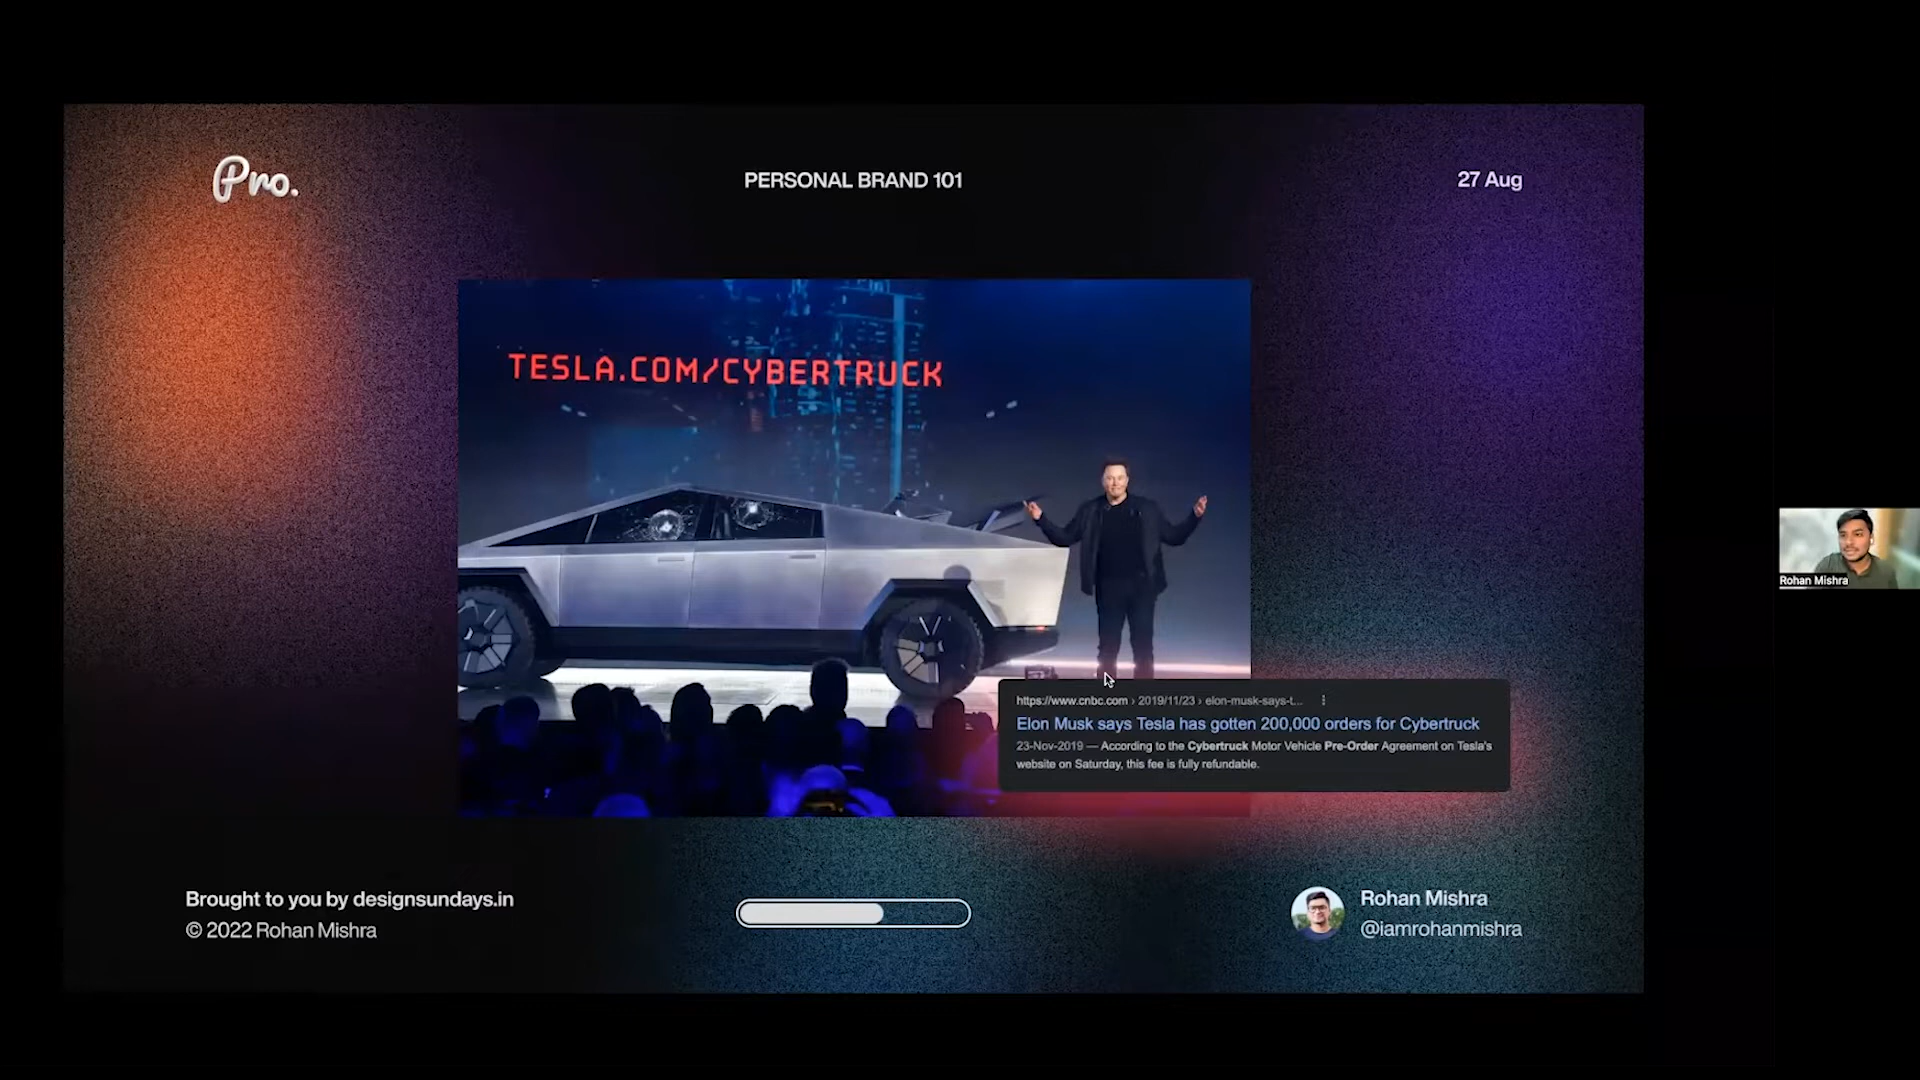 Pro.
PERSONAL BRAND 101
27 Aug
TESLA.COM/CYBERTRUCK
https://www.cnbc.com › 2019/11/23 › elon-musk-says-t...
Elon Musk says Tesla has gotten 200,000 orders for Cybertruck
23-Nov-2019 — According to the Cybertruck Motor Vehicle Pre-Order Agreement on Tesla's
website on Saturday, this fee is fully refundable.
Rohan Mishra
Brought to you by designsundays.in
© 2022 Rohan Mishra
Rohan Mishra
@iamrohanmishra